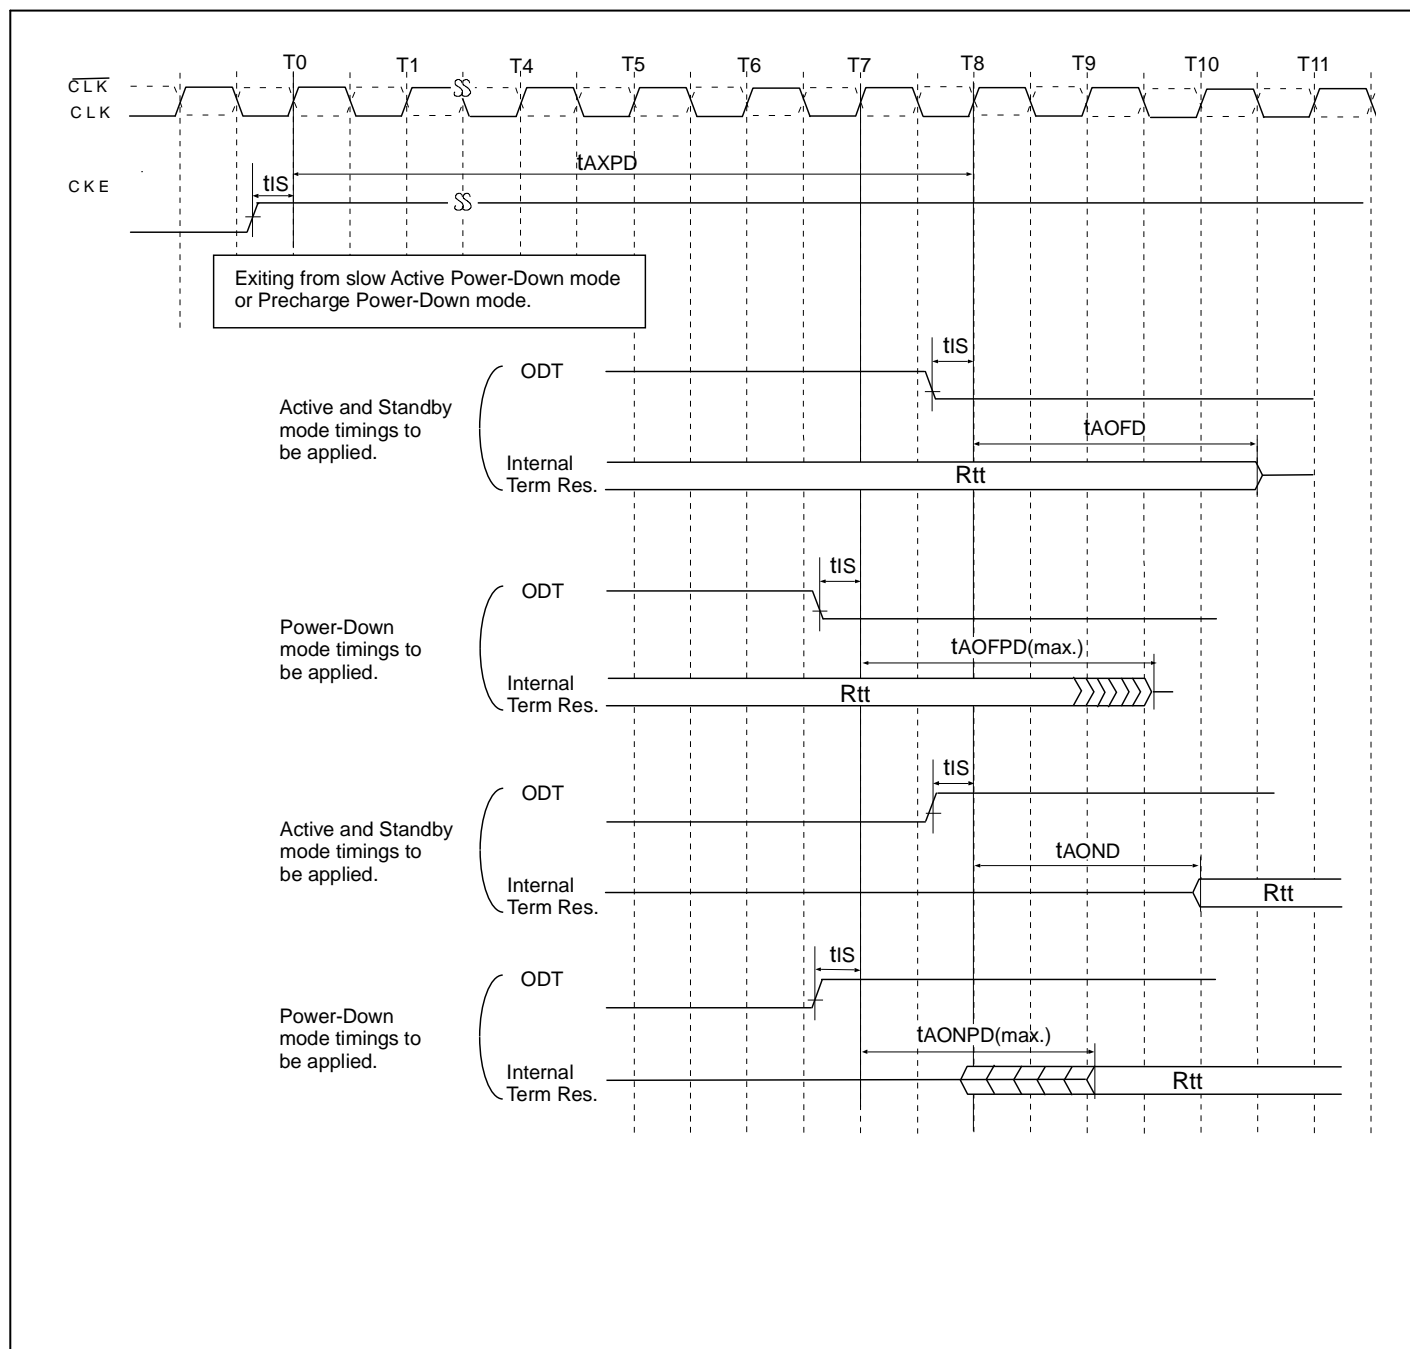 T0 T1 T4 T5 T6 T7 T8 T9 T10 T11
CLK
CLK
tAXPD
CKE
tIS
Exiting from slow Active Power-Down mode
or Precharge Power-Down mode.
tIS
ODT
Active and Standby
mode timings to
be applied.
tAOFD
Internal
Term Res.
Rtt
tIS
ODT
Power-Down
mode timings to
be applied.
tAOFPD(max.)
Internal
Term Res.
Rtt
tIS
ODT
Active and Standby
mode timings to
be applied.
tAOND
Internal
Term Res.
Rtt
tIS
ODT
Power-Down
mode timings to
be applied.
tAONPD(max.)
Internal
Term Res.
Rtt